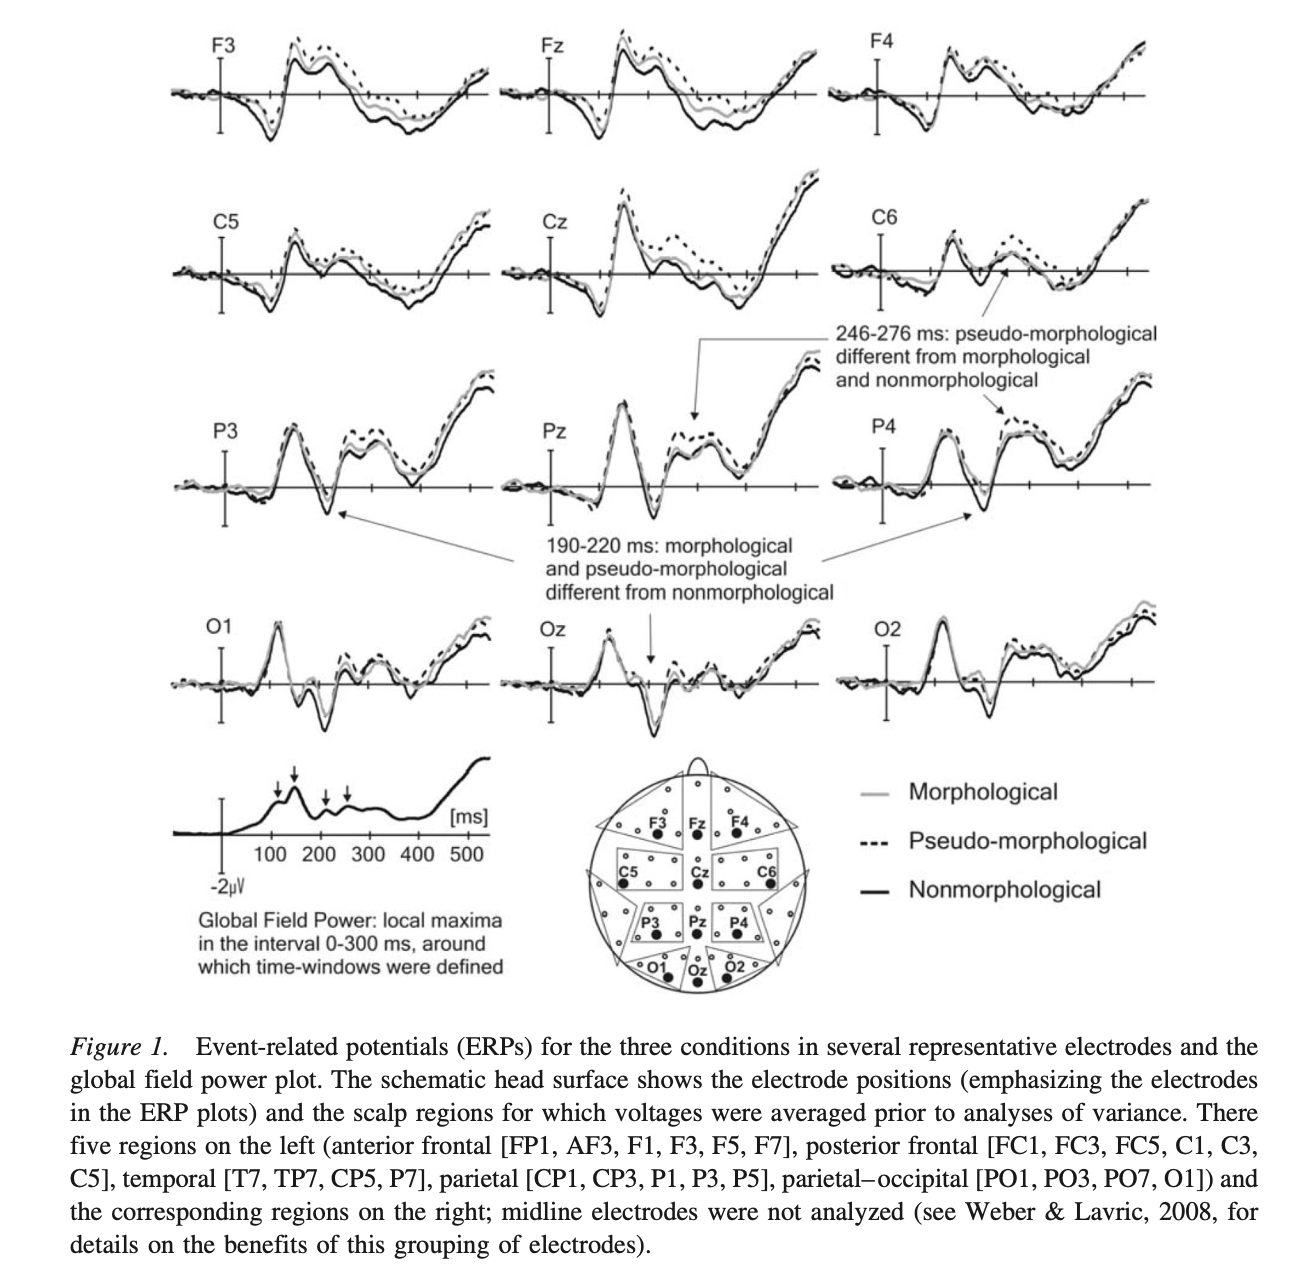 F3
Fz
F4
C5
Cz
C6
246-276 ms: pseudo-morphological
different from morphological
and nonmorphological
P3
Pz
P4
190-220 ms: morphological
and pseudo-morphological
different from nonmorphological
O1
Oz
O2
[ms]
100 200 300 400 500
-2μV
Global Field Power: local maxima
in the interval 0-300 ms, around
which time-windows were defined
F3 Fz F4
C5 Cz C6
P3 Pz P4
O1 Oz O2
Morphological
Pseudo-morphological
Nonmorphological
Figure 1. Event-related potentials (ERPs) for the three conditions in several representative electrodes and the
global field power plot. The schematic head surface shows the electrode positions (emphasizing the electrodes
in the ERP plots) and the scalp regions for which voltages were averaged prior to analyses of variance. There
five regions on the left (anterior frontal [FP1, AF3, F1, F3, F5, F7], posterior frontal [FC1, FC3, FC5, C1, C3,
C5], temporal [T7, TP7, CP5, P7], parietal [CP1, CP3, P1, P3, P5], parietal–occipital [PO1, PO3, PO7, O1]) and
the corresponding regions on the right; midline electrodes were not analyzed (see Weber & Lavric, 2008, for
details on the benefits of this grouping of electrodes).